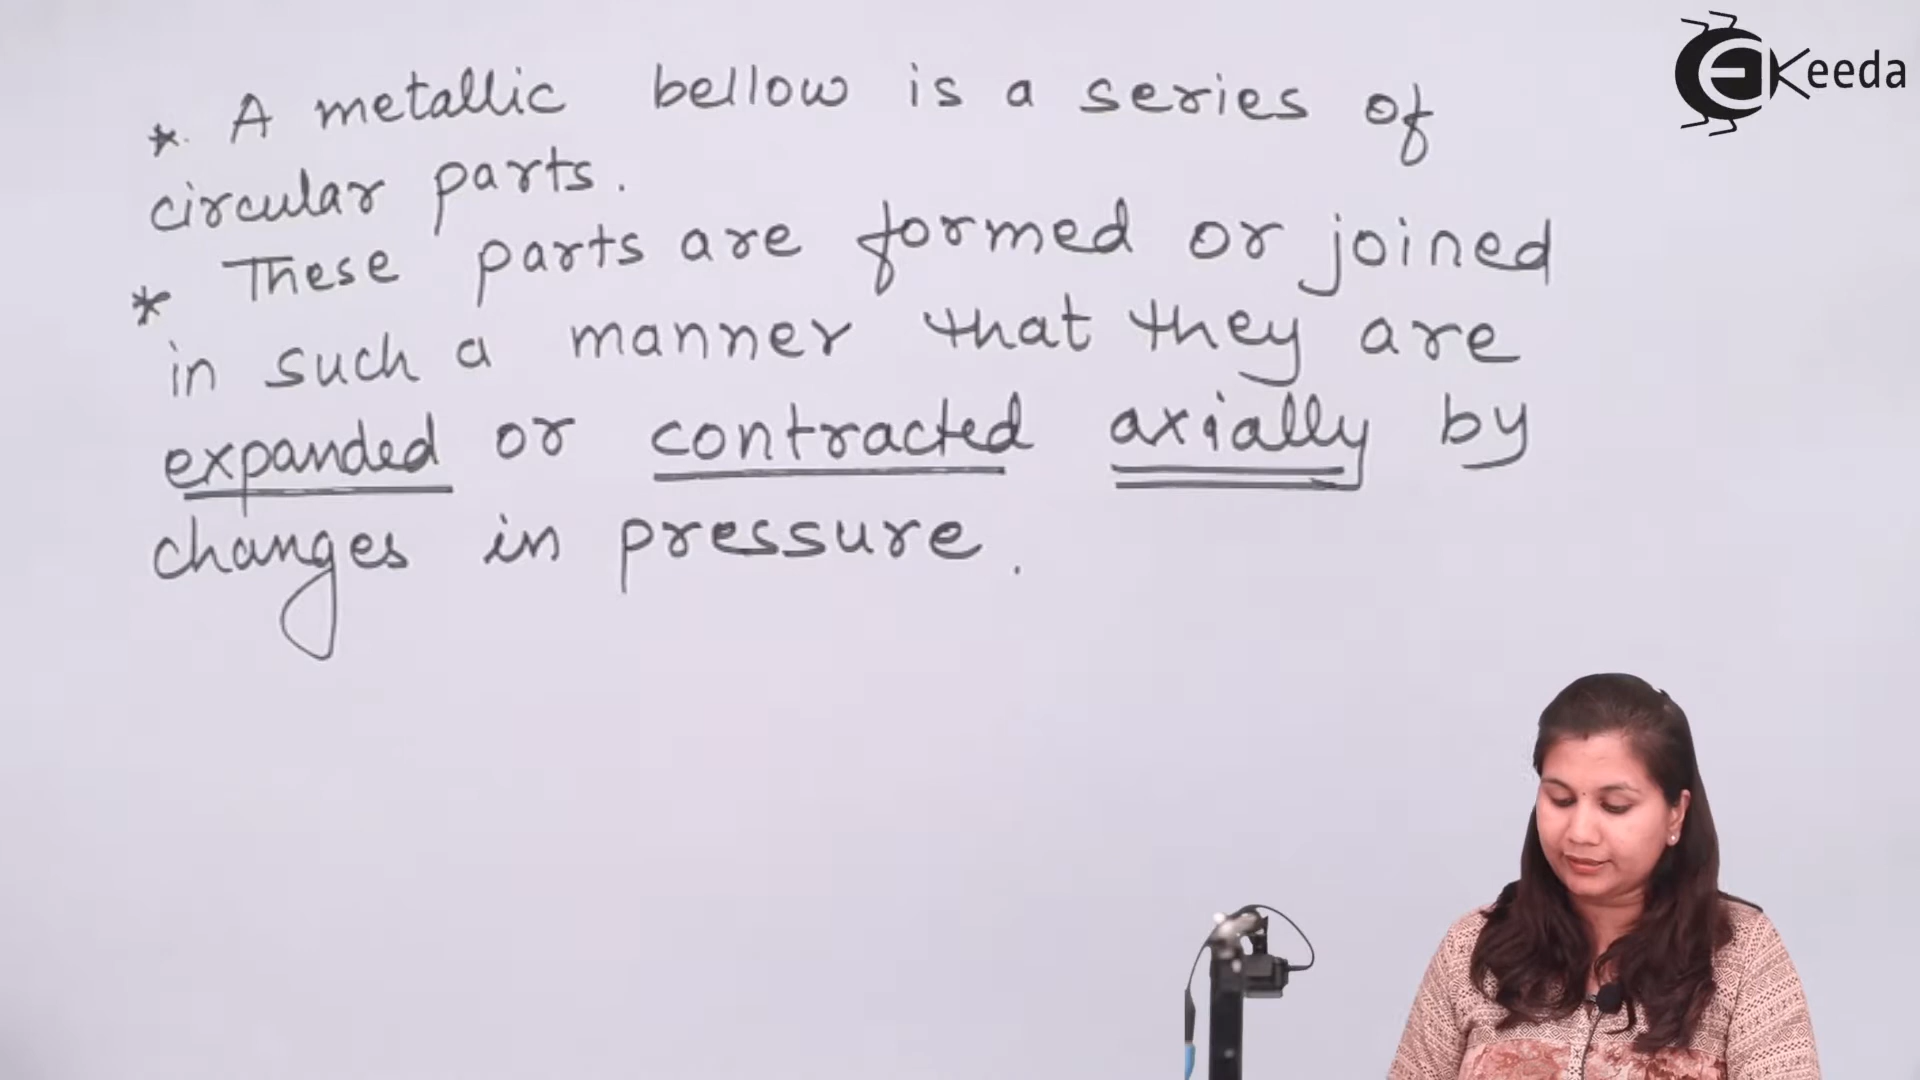 EKeeda
* A metallic bellow is a series of
circular parts.
* These parts are formed or joined
in such a manner that they are
expanded or contracted axially by
changes in pressure.